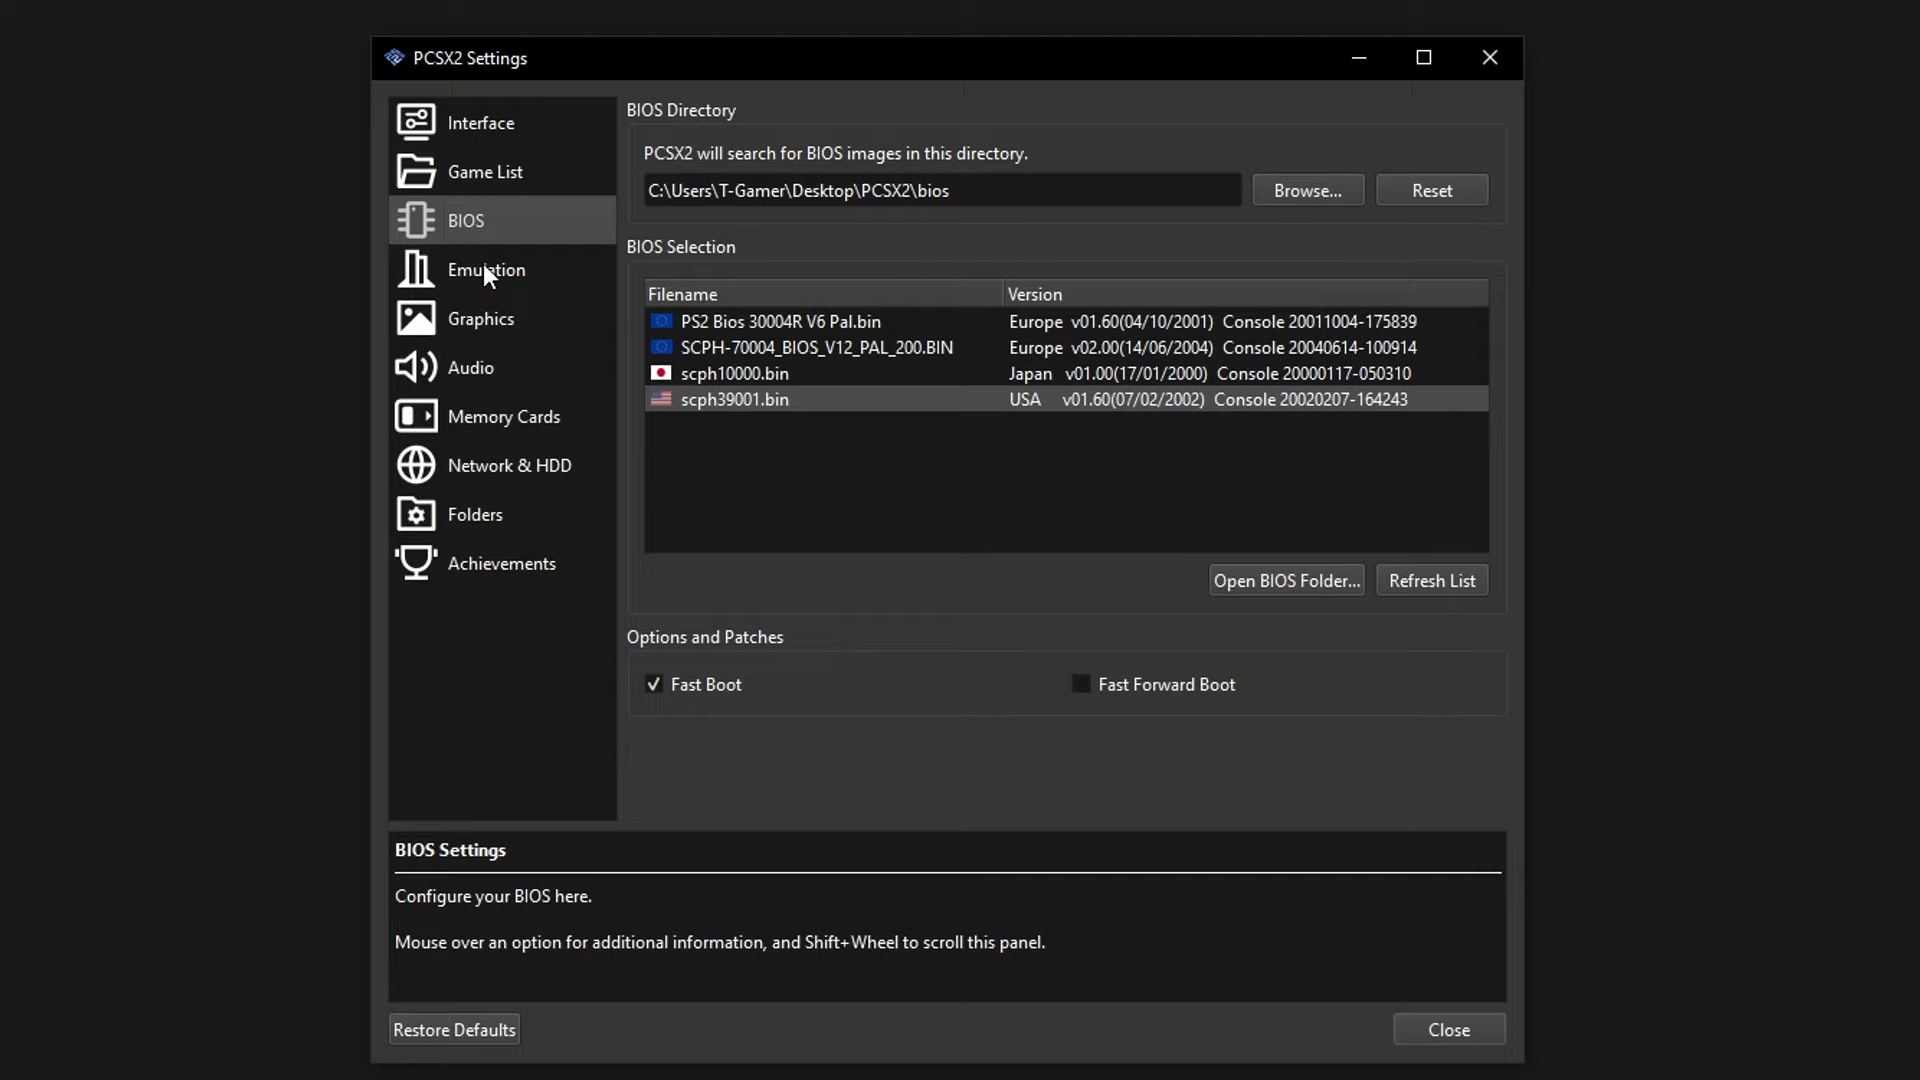 PCSX2 Settings
Interface
Game List
BIOS
Emulation
Graphics
Audio
Memory Cards
Network & HDD
Folders
Achievements
BIOS Directory
PCSX2 will search for BIOS images in this directory.
C:\Users\T-Gamer\Desktop\PCSX2\bios
Browse...
Reset
BIOS Selection
Filename Version
PS2 Bios 30004R V6 Pal.bin Europe v01.60(04/10/2001) Console 20011004-175839
SCPH-70004_BIOS_V12_PAL_200.BIN Europe v02.00(14/06/2004) Console 20040614-100914
scph10000.bin Japan v01.00(17/01/2000) Console 20000117-050310
scph39001.bin USA v01.60(07/02/2002) Console 20020207-164243
Open BIOS Folder...
Refresh List
Options and Patches
Fast Boot
Fast Forward Boot
BIOS Settings
Configure your BIOS here.
Mouse over an option for additional information, and Shift+Wheel to scroll this panel.
Restore Defaults
Close